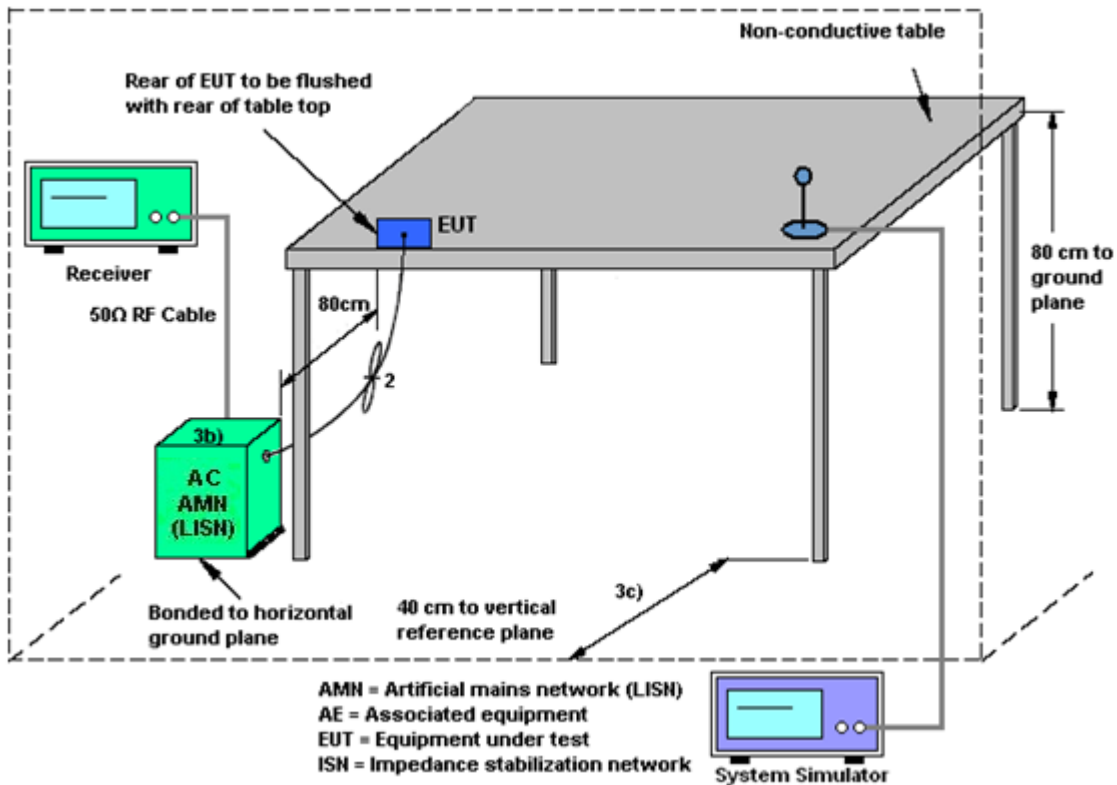 Non-conductive table
Rear of EUT to be flushed
with rear of table top
EUT
Receiver
80 cm to
ground
plane
80cm
50Ω RF Cable
2
3b)
AC
AMN
(LISN)
3c)
40 cm to vertical
reference plane
Bonded to horizontal
ground plane
AMN = Artificial mains network (LISN)
AE = Associated equipment
EUT = Equipment under test
ISN = Impedance stabilization network
System Simulator